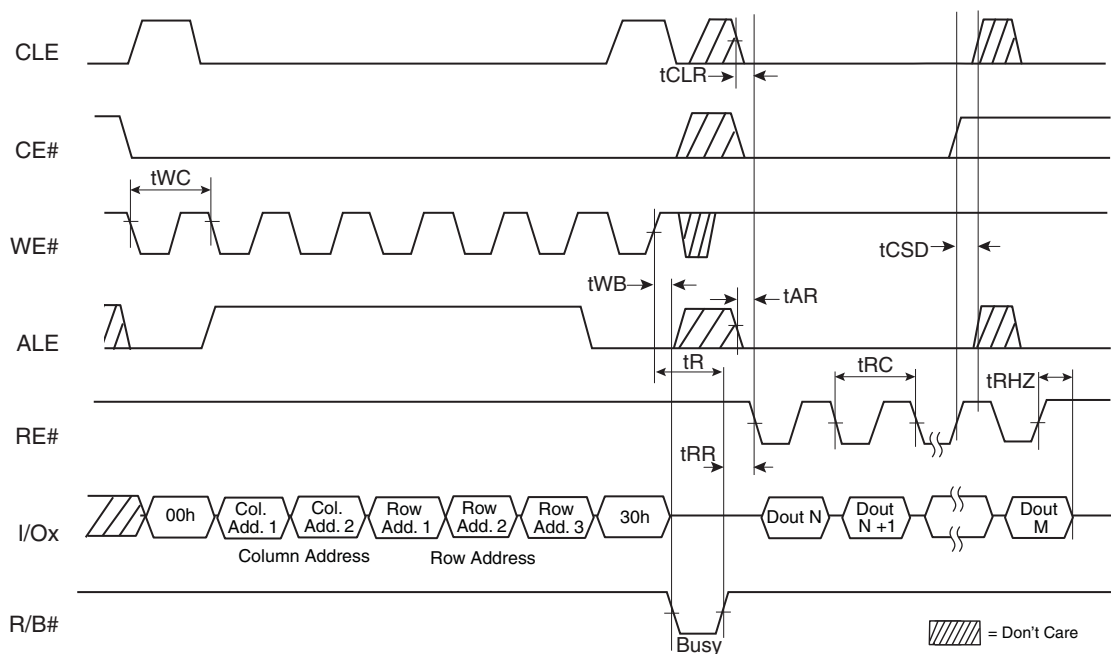 CLE
tCLR
CE#
tWC
WE#
tCSD
tWB
tAR
ALE
tR
tRC
tRHZ
RE#
tRR
I/Ox
00h
Col. Add. 1
Col. Add. 2
Row Add. 1
Row Add. 2
Row Add. 3
30h
Dout N
Dout N +1
Dout M
Column Address
Row Address
R/B#
Busy
= Don't Care